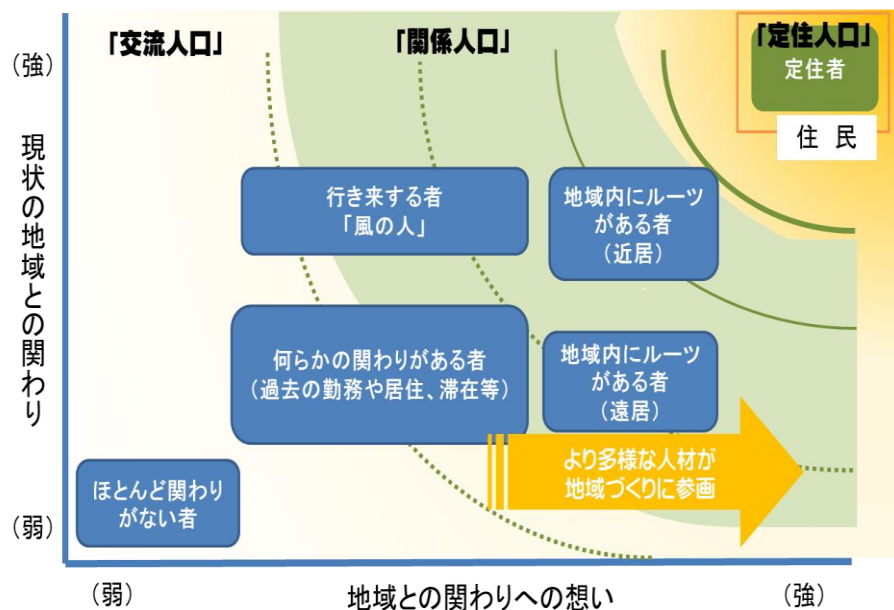 「交流人口」
「関係人口」
「定住人口」
定住者
住 民
（強）
現状の地域との関わり
（弱）
行き来する者
「風の人」
地域内にルーツ
がある者
（近居）
何らかの関わりがある者
（過去の勤務や居住、滞在等）
地域内にルーツ
がある者
（遠居）
より多様な人材が
地域づくりに参画
ほとんど関わり
がない者
（弱）
地域との関わりへの想い
（強）